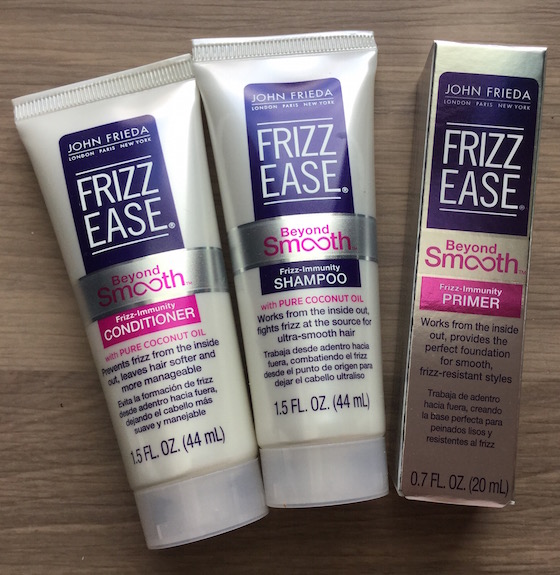 JOHN FRIEDA
LONDON PARIS NEW YORK
FRIZZ
EASE®
Beyond
Smooth™
Frizz-Immunity
CONDITIONER
with PURE COCONUT OIL
Prevents frizz from the inside
out, leaves hair softer and
more manageable
Evita la formación de frizz
desde adentro hacia afuera,
dejando el cabello más
suave y manejable
1.5 FL. OZ. (44 mL)
JOHN FRIEDA
LONDON PARIS NEW YORK
FRIZZ
EASE®
Beyond
Smooth™
Frizz-Immunity
SHAMPOO
with PURE COCONUT OIL
Works from the inside out,
fights frizz at the source for
ultra-smooth hair
Trabaja desde adentro hacia
fuera, combatiendo el frizz
desde el punto de origen para
dejar el cabello ultraliso
1.5 FL. OZ. (44 mL)
JOHN FRIEDA
LONDON PARIS NEW YORK
FRIZZ
EASE®
Beyond
Smooth™
Frizz-Immunity
PRIMER
Works from the inside
out, provides the
perfect foundation
for smooth,
frizz-resistant styles
Trabaja de adentro
hacia fuera, creando
la base perfecta para
peinados lisos y
resistentes al frizz
0.7 FL. OZ. (20 mL)